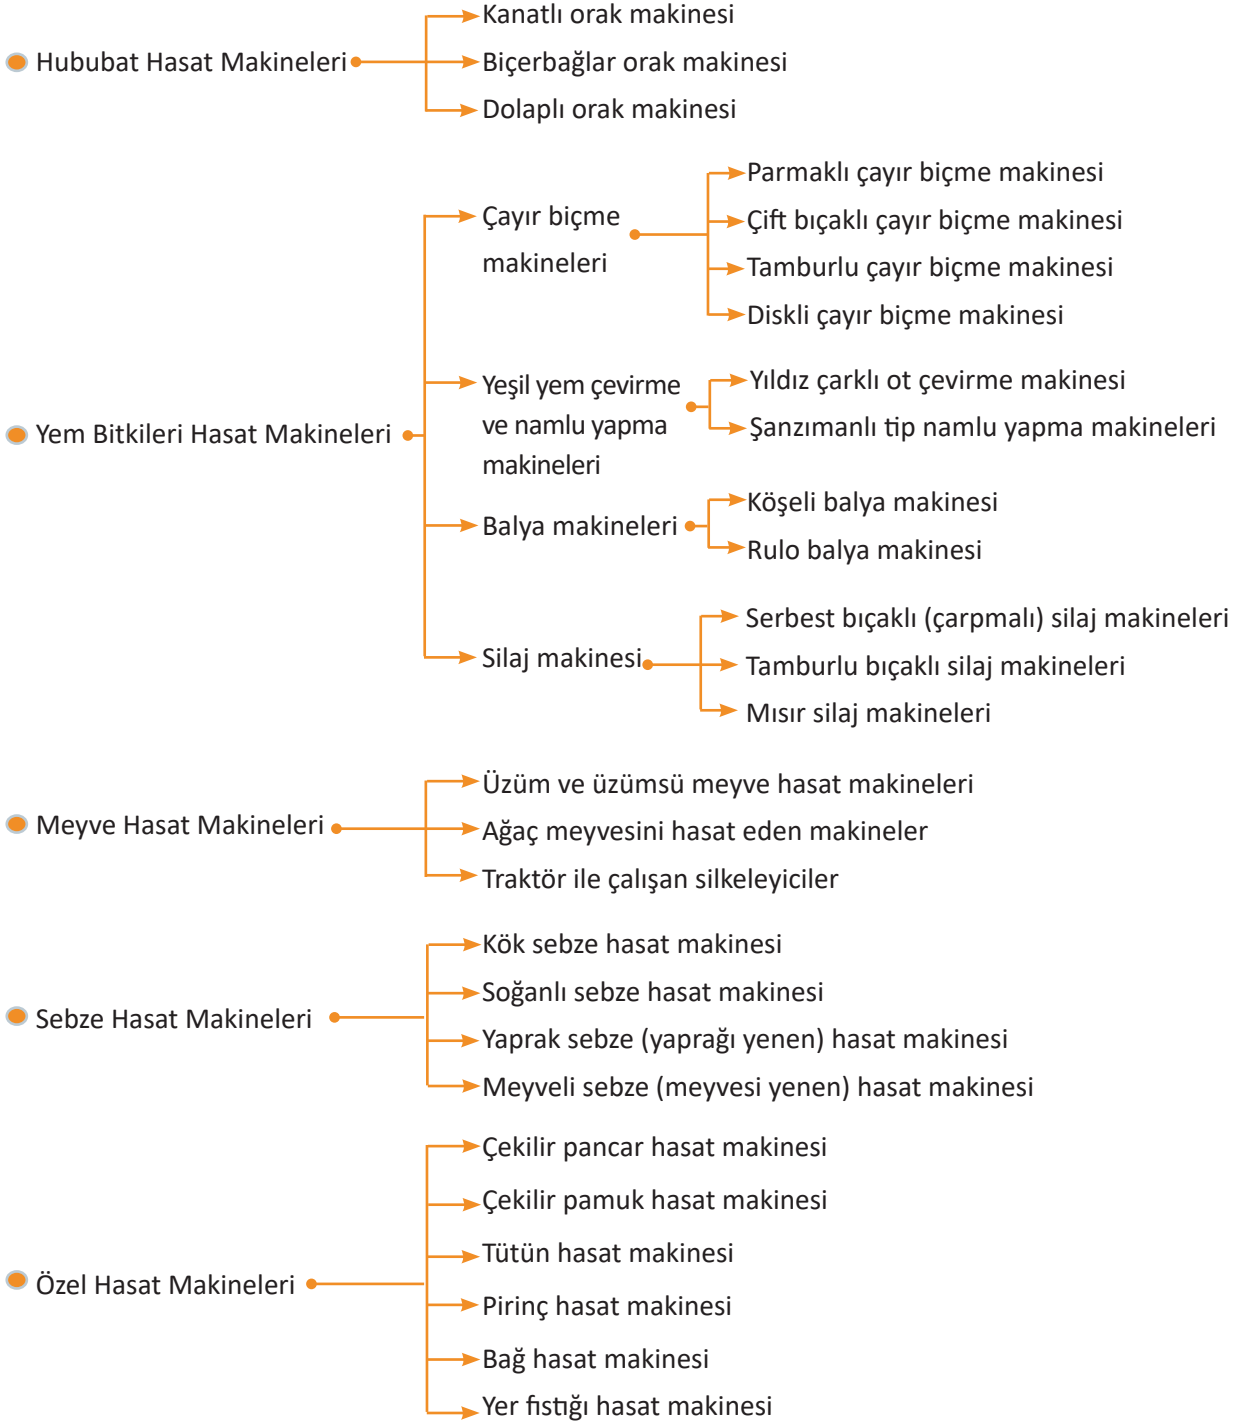 Hububat Hasat Makineleri
Kanatlı orak makinesi
Biçerbağlar orak makinesi
Dolaplı orak makinesi
Yem Bitkileri Hasat Makineleri
Çayır biçme
makineleri
Parmaklı çayır biçme makinesi
Çift bıçaklı çayır biçme makinesi
Tamburlu çayır biçme makinesi
Diskli çayır biçme makinesi
Yeşil yem çevirme
ve namlu yapma
makineleri
Yıldız çarklı ot çevirme makinesi
Şanzımanlı tip namlu yapma makineleri
Balya makineleri
Köşeli balya makinesi
Rulo balya makinesi
Silaj makinesi
Serbest bıçaklı (çarpmalı) silaj makineleri
Tamburlu bıçaklı silaj makineleri
Mısır silaj makineleri
Meyve Hasat Makineleri
Üzüm ve üzümsü meyve hasat makineleri
Ağaç meyvesini hasat eden makineler
Traktör ile çalışan silkeleyiciler
Sebze Hasat Makineleri
Kök sebze hasat makinesi
Soğanlı sebze hasat makinesi
Yaprak sebze (yaprağı yenen) hasat makinesi
Meyveli sebze (meyvesi yenen) hasat makinesi
Özel Hasat Makineleri
Çekilir pancar hasat makinesi
Çekilir pamuk hasat makinesi
Tütün hasat makinesi
Pirinç hasat makinesi
Bağ hasat makinesi
Yer fıstığı hasat makinesi